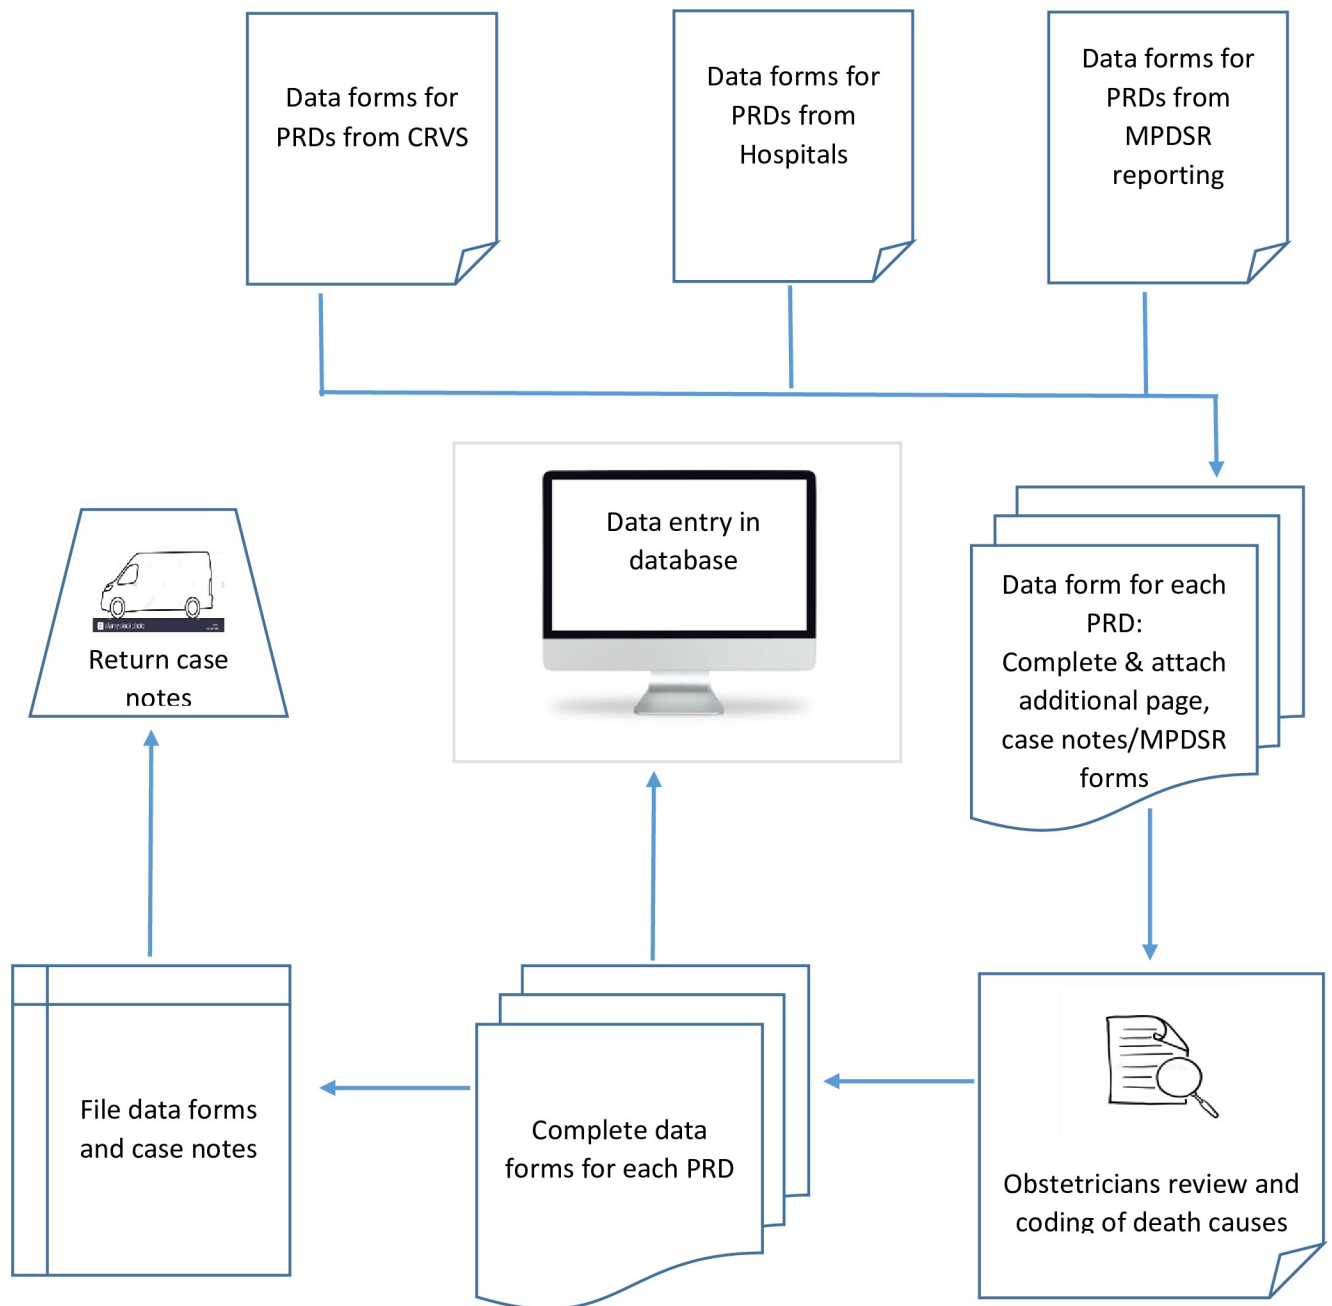 Data forms for
PRDs from CRVS
Data forms for
PRDs from
Hospitals
Data forms for
PRDs from
MPDSR
reporting
Data entry in
database
Data form for each
PRD:
Complete & attach
additional page,
case notes/MPDSR
forms
Return case
notes
File data forms
and case notes
Complete data
forms for each PRD
Obstetricians review and
coding of death causes